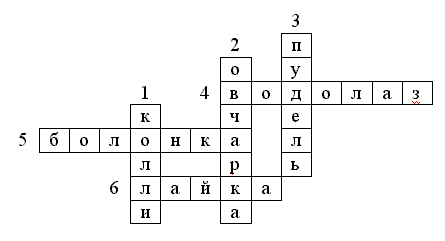 3
2 п
о у
1 4 в о д о л а з
к ч е
5 б о л о н к а л
л р ь
6 л а й к а
и а